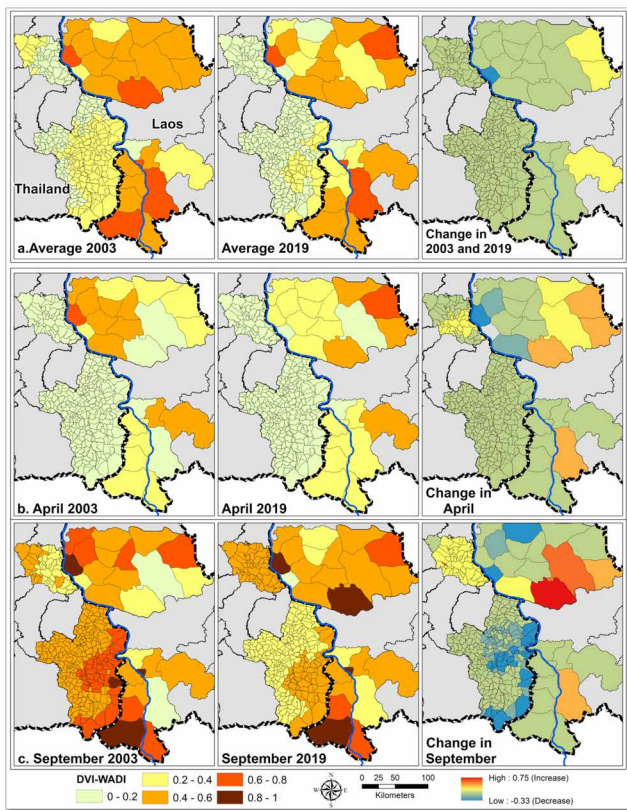 Laos
Thailand
a.Average 2003
Average 2019
Change in
2003 and 2019
b. April 2003
April 2019
Change in
April
c. September 2003
September 2019
Change in
September
DVI-WADI
0 - 0.2
0.2 - 0.4
0.4 - 0.6
0.6 - 0.8
0.8 - 1
N
W E
S
0 25 50 100
Kilometers
High : 0.75 (Increase)
Low : -0.33 (Decrease)